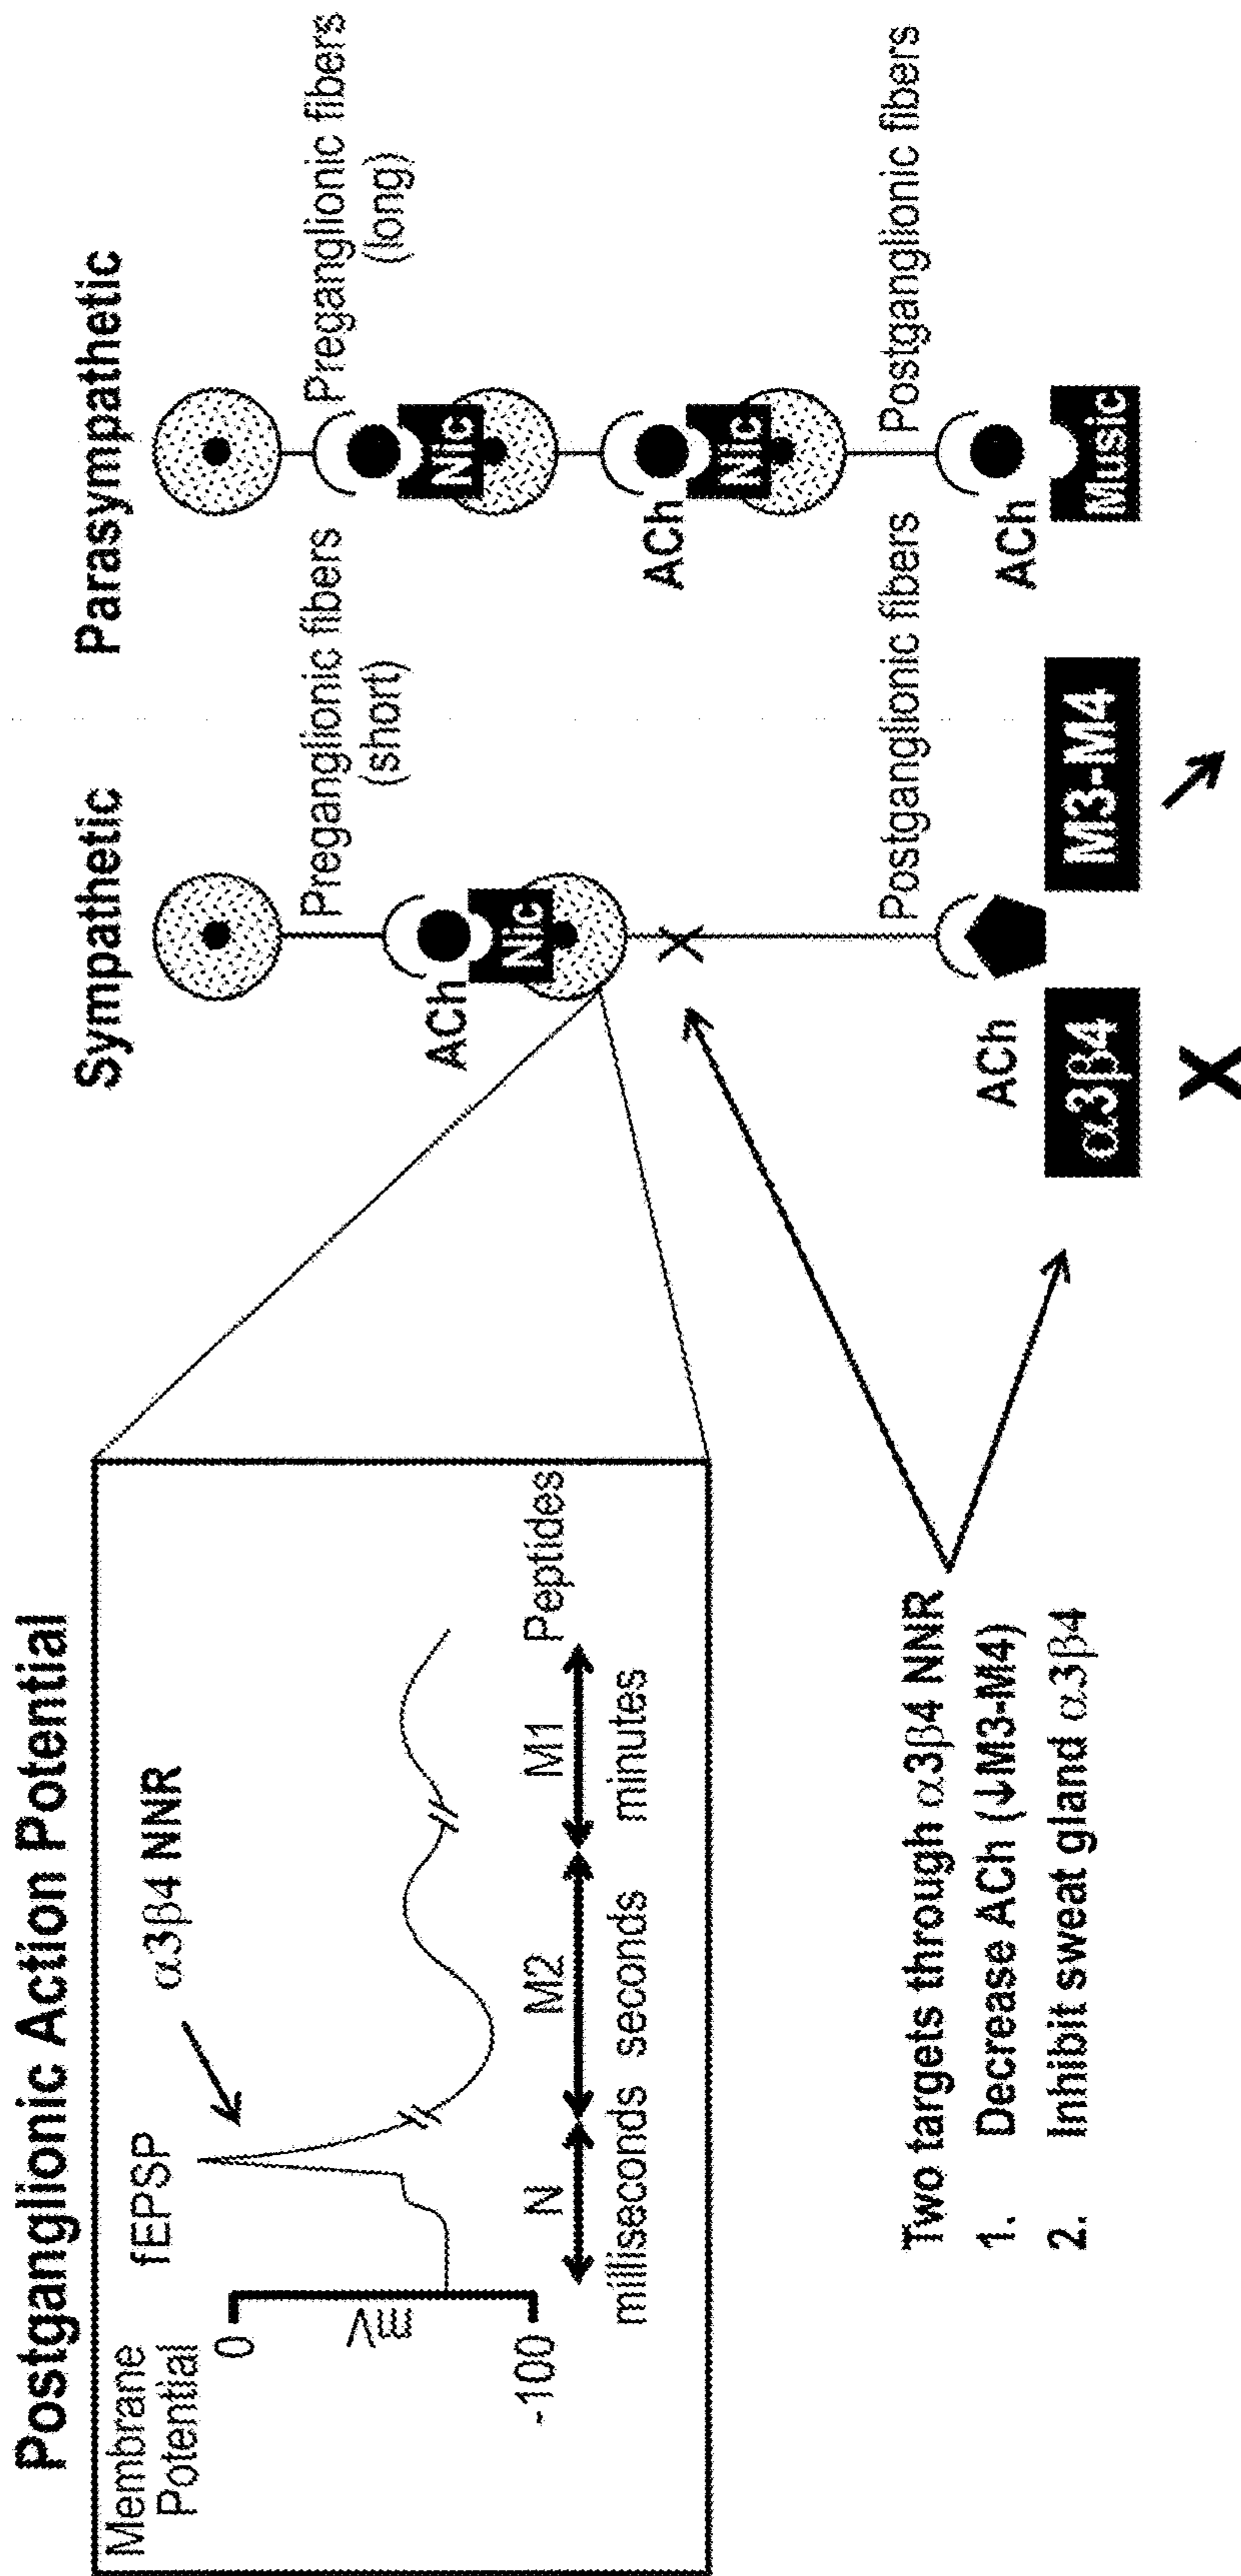 Postganglionic Action Potential
Membrane
Potential
0
mV
-100
fEPSP
α3β4 NNR
N
M2
M1
Peptides
milliseconds
seconds
minutes
Two targets through α3β4 NNR
1. Decrease ACh (↓M3-M4)
2. Inhibit sweat gland α3β4
Sympathetic
Preganglionic fibers
(short)
ACh
Nic
X
Postganglionic fibers
ACh
α3β4
M3-M4
X
Parasympathetic
Preganglionic fibers
(long)
Nic
ACh
Nic
Postganglionic fibers
ACh
Music